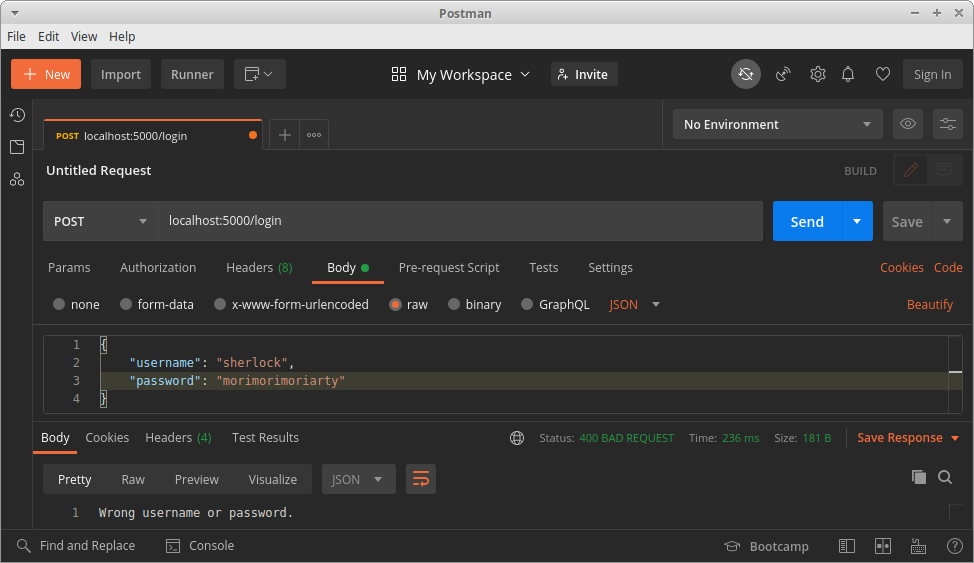 Postman
File Edit View Help
+ New Import Runner My Workspace Invite Sign In
POST localhost:5000/login + ooo No Environment
Untitled Request BUILD
POST localhost:5000/login Send Save
Params Authorization Headers (8) Body Pre-request Script Tests Settings Cookies Code
none form-data x-www-form-urlencoded raw binary GraphQL JSON Beautify
1 {
2 "username": "sherlock",
3 "password": "morimorimoriarty"
4 }
Body Cookies Headers (4) Test Results Status: 400 BAD REQUEST Time: 236 ms Size: 181 B Save Response
Pretty Raw Preview Visualize JSON
1 Wrong username or password.
Find and Replace Console Bootcamp ?